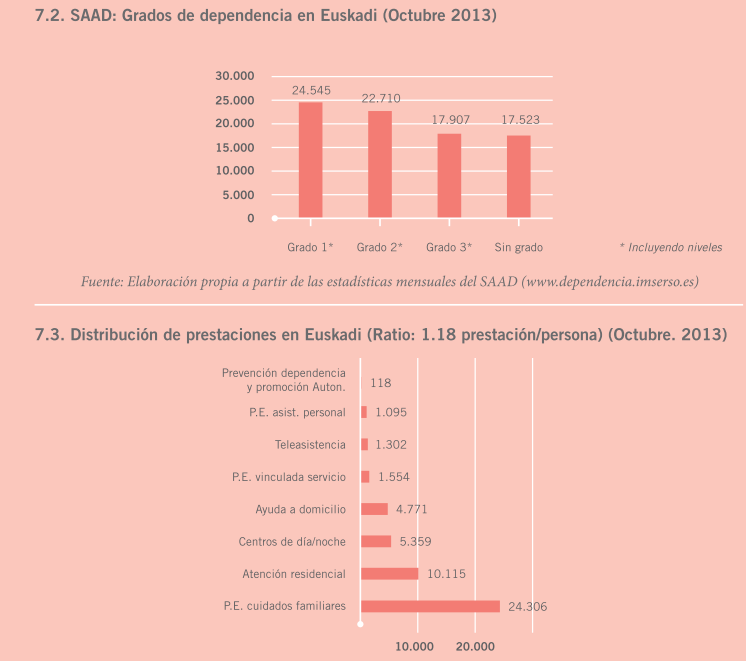 7.2. SAAD: Grados de dependencia en Euskadi (Octubre 2013)
30.000
25.000
20.000
15.000
10.000
5.000
0
24.545
22.710
17.907
17.523
Grado 1*
Grado 2*
Grado 3*
Sin grado
* Incluyendo niveles
Fuente: Elaboración propia a partir de las estadísticas mensuales del SAAD (www.dependencia.imserso.es)
7.3. Distribución de prestaciones en Euskadi (Ratio: 1.18 prestación/persona) (Octubre. 2013)
Prevención dependencia
y promoción Auton.
118
P.E. asist. personal
1.095
Teleasistencia
1.302
P.E. vinculada servicio
1.554
Ayuda a domicilio
4.771
Centros de día/noche
5.359
Atención residencial
10.115
P.E. cuidados familiares
24.306
10.000
20.000